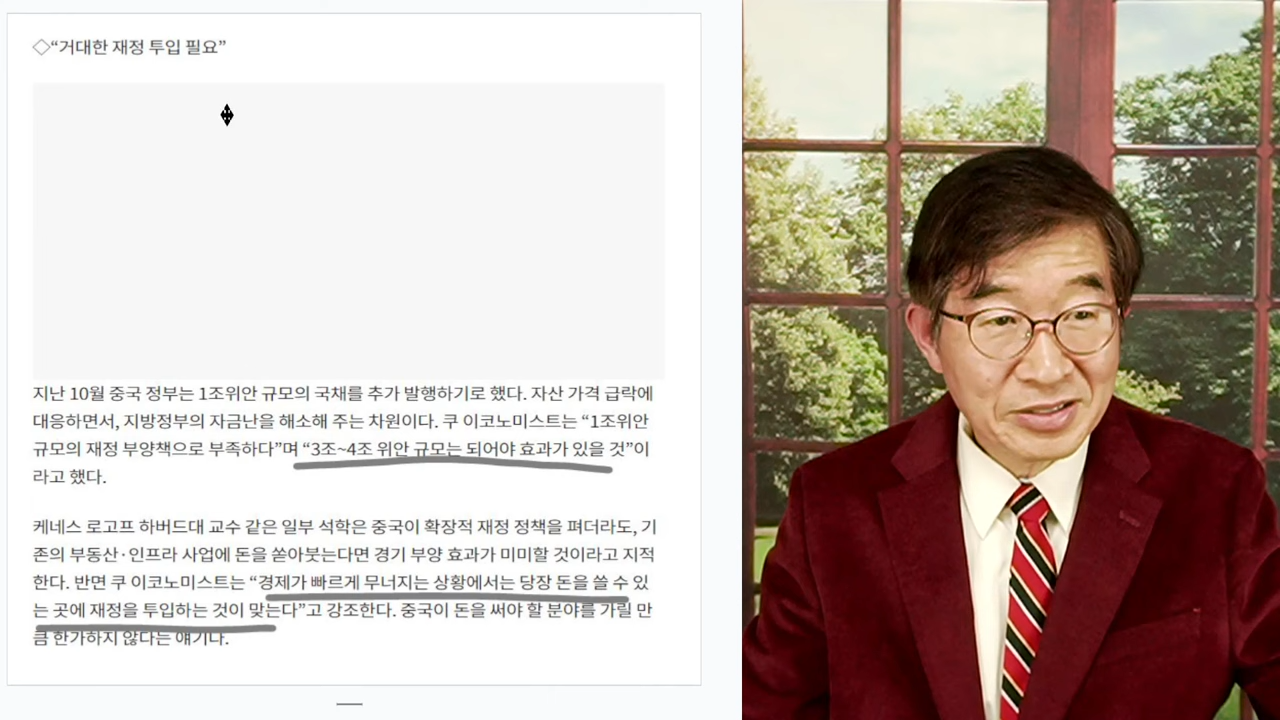 ◇“거대한 재정 투입 필요”
지난 10월 중국 정부는 1조위안 규모의 국채를 추가 발행하기로 했다. 자산 가격 급락에
대응하면서, 지방정부의 자금난을 해소해 주는 차원이다. 쿠 이코노미스트는 “1조위안
규모의 재정 부양책으로 부족하다”며 “3조~4조 위안 규모는 되어야 효과가 있을 것”이
라고 했다.
케네스 로고프 하버드대 교수 같은 일부 석학은 중국이 확장적 재정 정책을 펴더라도, 기
존의 부동산·인프라 사업에 돈을 쏟아붓는다면 경기 부양 효과가 미미할 것이라고 지적
한다. 반면 쿠 이코노미스트는 “경제가 빠르게 무너지는 상황에서는 당장 돈을 쓸 수 있
는 곳에 재정을 투입하는 것이 맞는다”고 강조한다. 중국이 돈을 써야 할 분야를 가릴 만
큼 한가하지 않다는 얘기다.